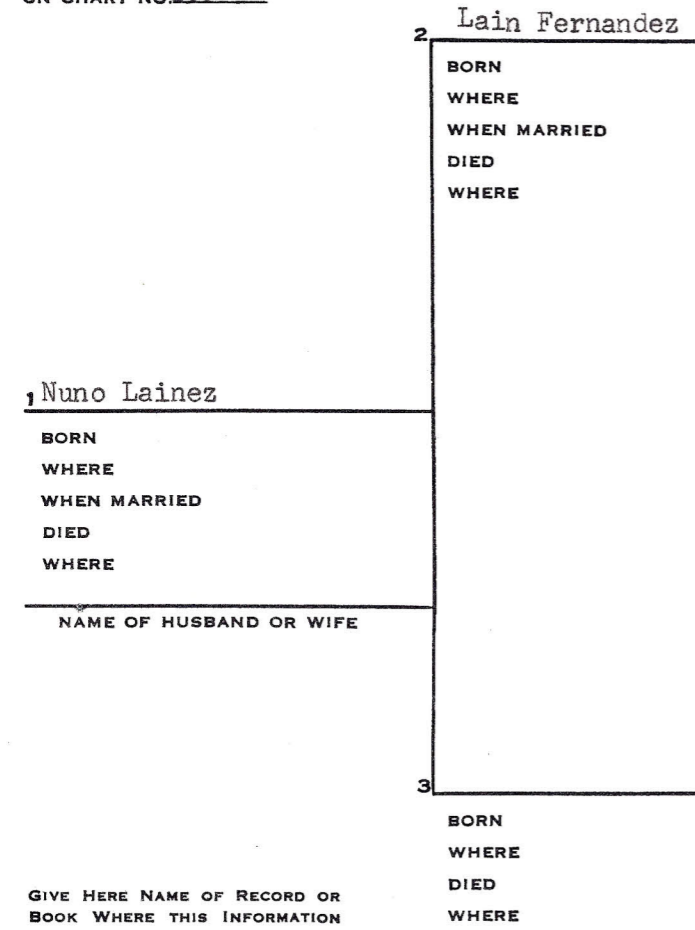 ON CHART NO.
2 Lain Fernandez
BORN
WHERE
WHEN MARRIED
DIED
WHERE
1 Nuno Lainez
BORN
WHERE
WHEN MARRIED
DIED
WHERE
NAME OF HUSBAND OR WIFE
3
BORN
WHERE
DIED
WHERE
GIVE HERE NAME OF RECORD OR
BOOK WHERE THIS INFORMATION